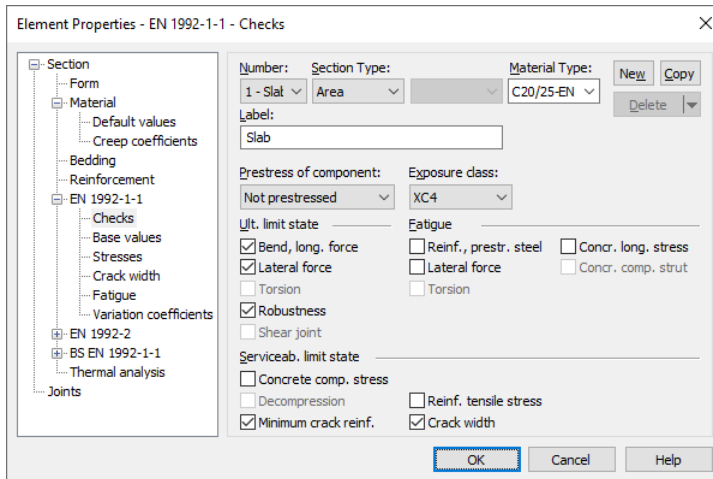 Element Properties - EN 1992-1-1 - Checks
Section
Form
Material
Default values
Creep coefficients
Bedding
Reinforcement
EN 1992-1-1
Checks
Base values
Stresses
Crack width
Fatigue
Variation coefficients
EN 1992-2
BS EN 1992-1-1
Thermal analysis
Joints
Number: Section Type: Material Type:
1 - Slat Area C20/25-EN New Copy
Delete
Label:
Slab
Prestress of component: Exposure class:
Not prestressed XC4
Ult. limit state Fatigue
Bend, long. force Reinf., prestr. steel Concr. long. stress
Lateral force Lateral force Concr. comp. strut
Torsion Torsion
Robustness
Shear joint
Serviceab. limit state
Concrete comp. stress
Decompression Reinf. tensile stress
Minimum crack reinf. Crack width
OK Cancel Help